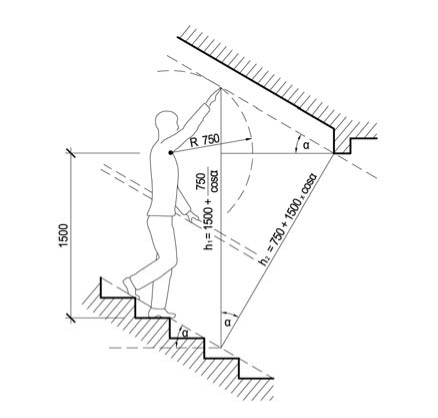 R 750
α
1500
h₁ = 1500 + 750/cosα
h₂ = 750 + 1500 x cosα
α
α